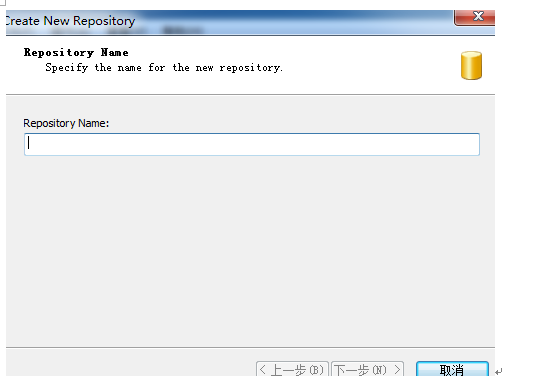 Create New Repository
Repository Name
Specify the name for the new repository.
Repository Name:
< 上一步(B)
下一步(N) >
取消